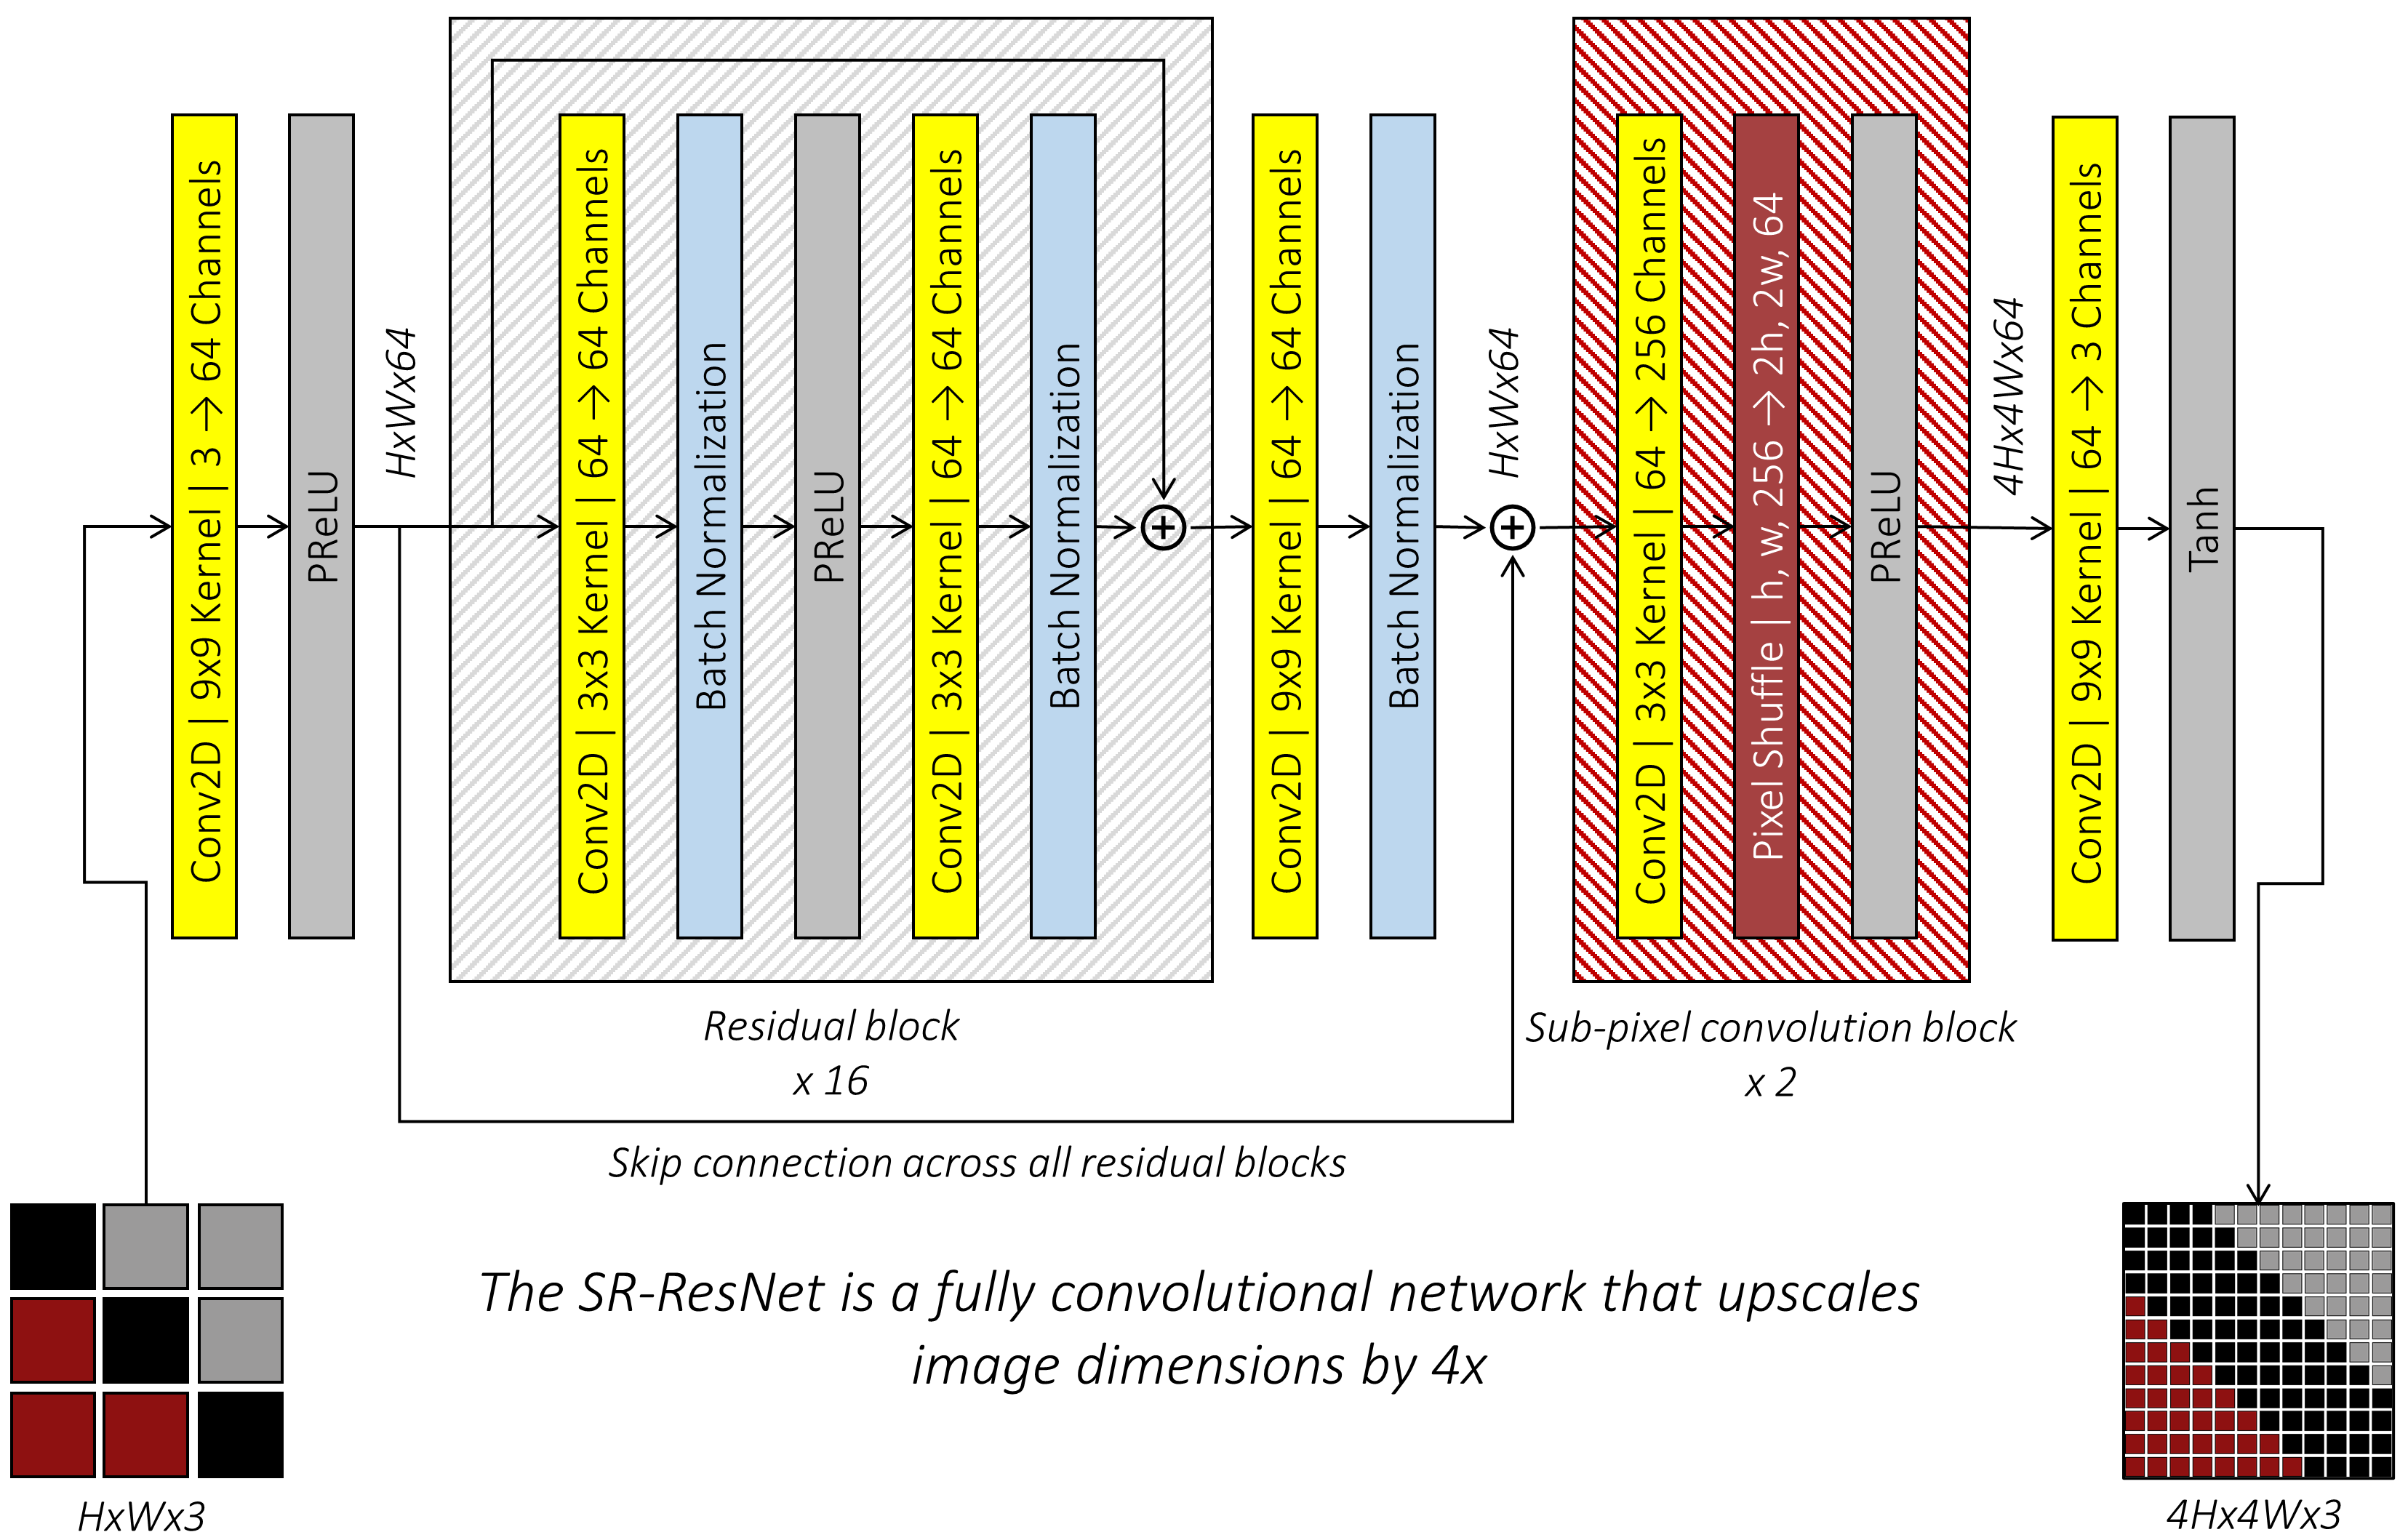 Conv2D | 9x9 Kernel | 3 → 64 Channels
PReLU
HxWx64
Conv2D | 3x3 Kernel | 64 → 64 Channels
Batch Normalization
PReLU
Conv2D | 3x3 Kernel | 64 → 64 Channels
Batch Normalization
Conv2D | 9x9 Kernel | 64 → 64 Channels
Batch Normalization
HxWx64
Conv2D | 3x3 Kernel | 64 → 256 Channels
Pixel Shuffle | h, w, 256 → 2h, 2w, 64
PReLU
4Hx4Wx64
Conv2D | 9x9 Kernel | 64 → 3 Channels
Tanh
Residual block
x 16
Sub-pixel convolution block
x 2
Skip connection across all residual blocks
The SR-ResNet is a fully convolutional network that upscales
image dimensions by 4x
HxWx3
4Hx4Wx3